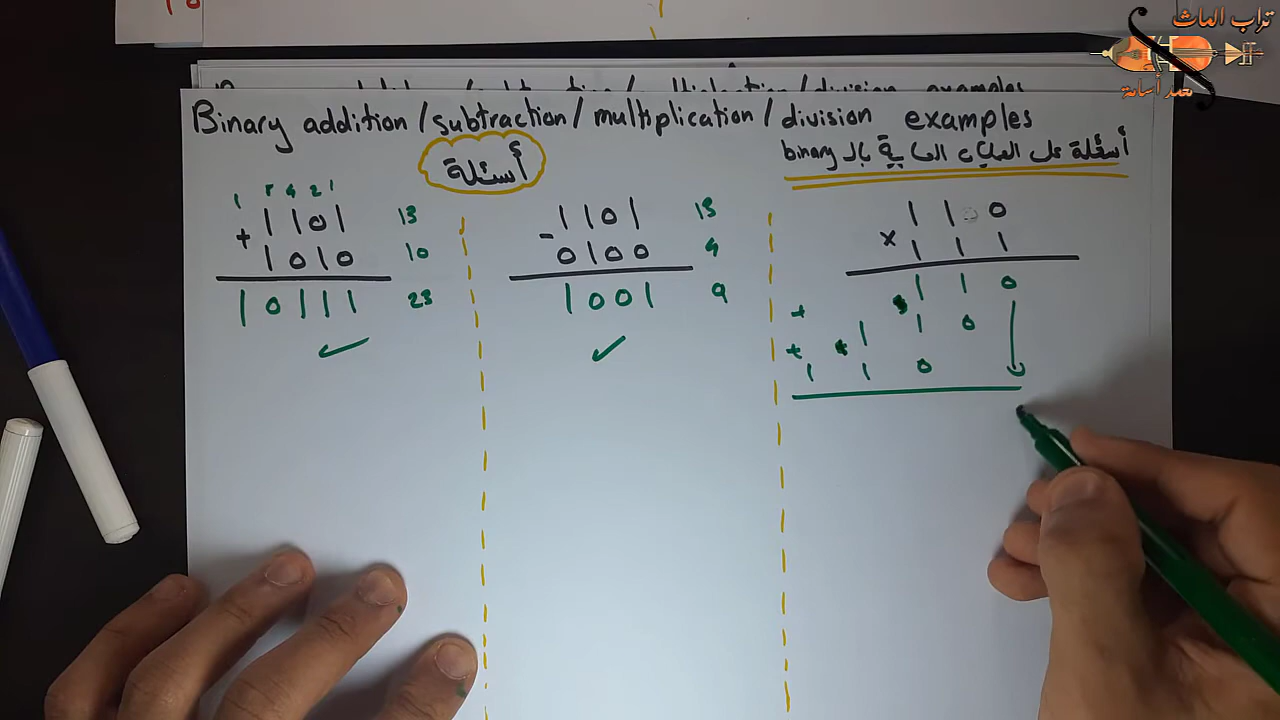 تراب الماث
محمد أسامة
Binary addition / subtraction / multiplication / division examples
أسئلة على العمليات الحسابية بالـ binary
أسئلة
1 8 4 2 1
1 1 0 1 13
+ 1 0 1 0 10
1 0 1 1 1 23
1 1 0 1 13
- 0 1 0 0 4
1 0 0 1 9
1 1 0
x 1 1 1
1 1 0
+ 1 1 0
+ 1 1 0